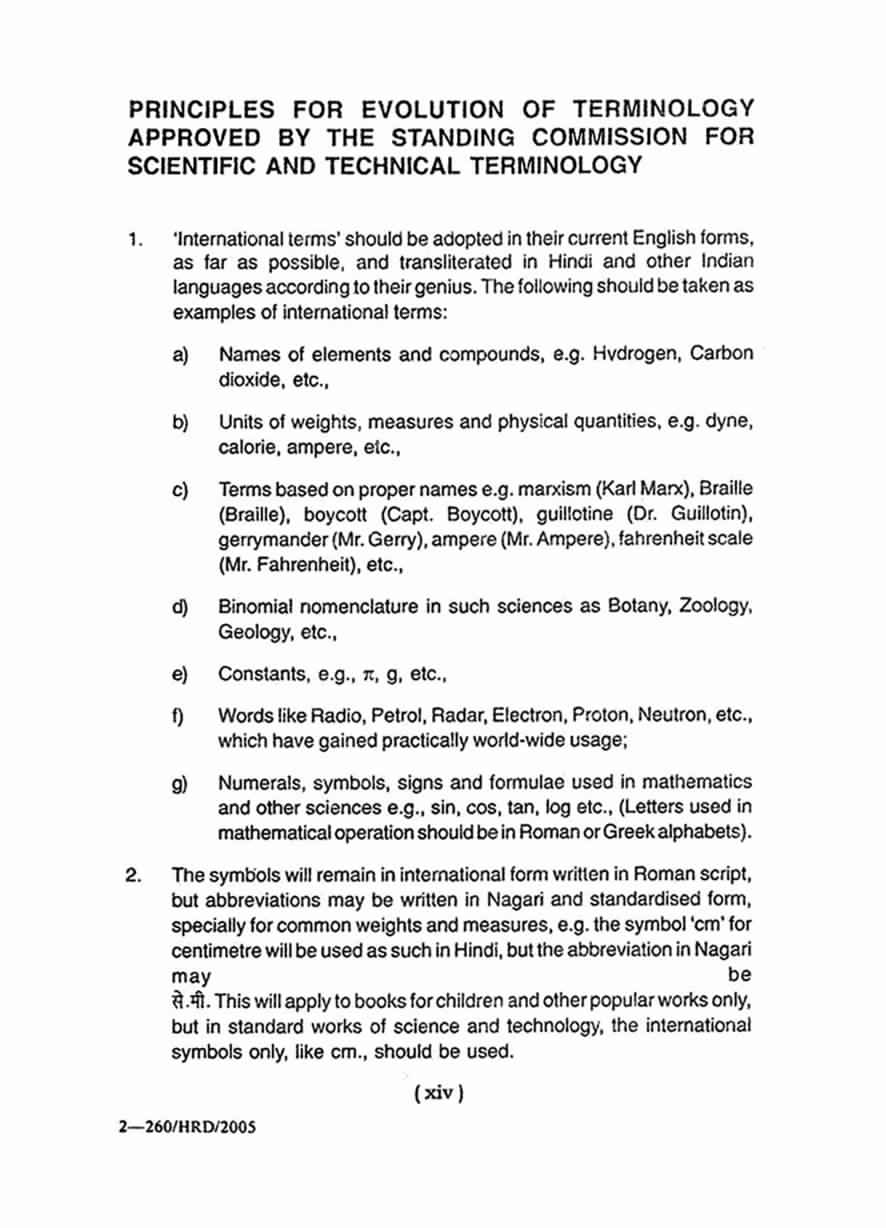 PRINCIPLES FOR EVOLUTION OF TERMINOLOGY
APPROVED BY THE STANDING COMMISSION FOR
SCIENTIFIC AND TECHNICAL TERMINOLOGY
1. 'International terms' should be adopted in their current English forms,
as far as possible, and transliterated in Hindi and other Indian
languages according to their genius. The following should be taken as
examples of international terms:
a) Names of elements and compounds, e.g. Hvdrogen, Carbon
dioxide, etc.,
b) Units of weights, measures and physical quantities, e.g. dyne,
calorie, ampere, etc.,
c) Terms based on proper names e.g. marxism (Karl Marx), Braille
(Braille), boycott (Capt. Boycott), guillotine (Dr. Guillotin),
gerrymander (Mr. Gerry), ampere (Mr. Ampere), fahrenheit scale
(Mr. Fahrenheit), etc.,
d) Binomial nomenclature in such sciences as Botany, Zoology,
Geology, etc.,
e) Constants, e.g., π, g, etc.,
f) Words like Radio, Petrol, Radar, Electron, Proton, Neutron, etc.,
which have gained practically world-wide usage;
g) Numerals, symbols, signs and formulae used in mathematics
and other sciences e.g., sin, cos, tan, log etc., (Letters used in
mathematical operation should be in Roman or Greek alphabets).
2. The symbols will remain in international form written in Roman script,
but abbreviations may be written in Nagari and standardised form,
specially for common weights and measures, e.g. the symbol 'cm' for
centimetre will be used as such in Hindi, but the abbreviation in Nagari
may be
से.मी. This will apply to books for children and other popular works only,
but in standard works of science and technology, the international
symbols only, like cm., should be used.
(xiv)
2—260/HRD/2005